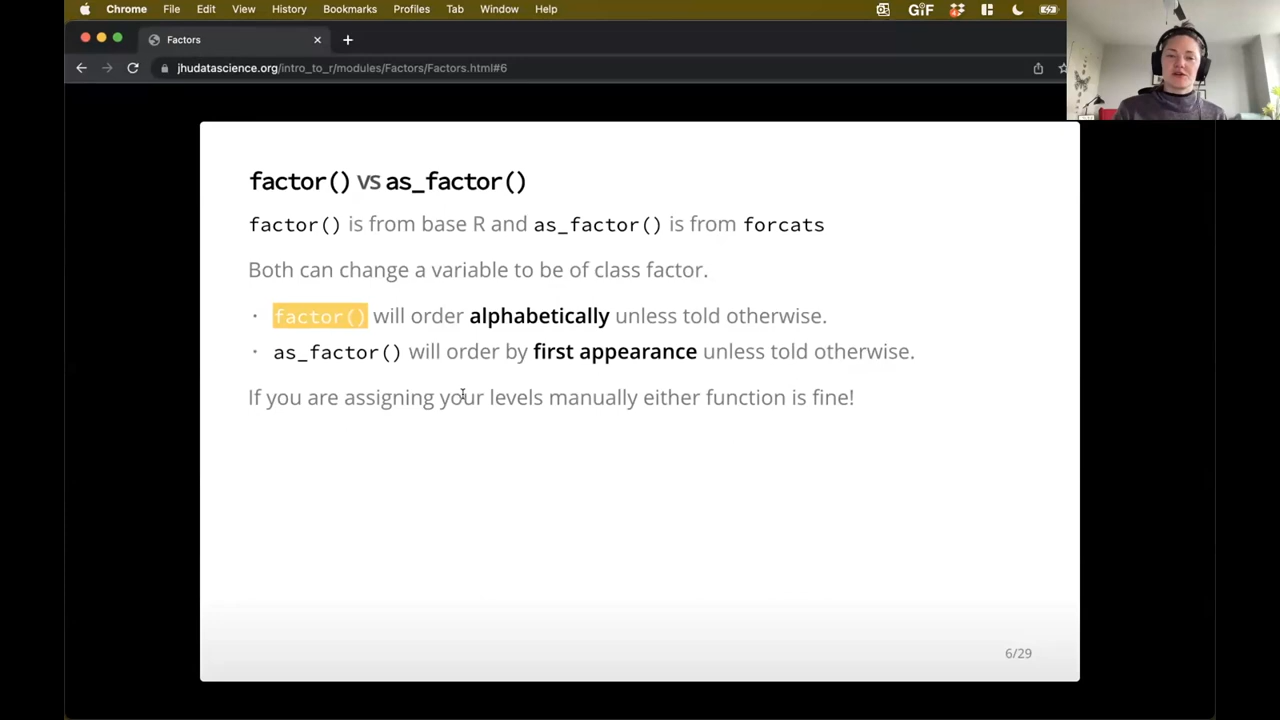 Chrome File Edit View History Bookmarks Profiles Tab Window Help GIF
Factors
jhudatascience.org/intro_to_r/modules/Factors/Factors.html#6
factor() vs as_factor()
factor() is from base R and as_factor() is from forcats
Both can change a variable to be of class factor.
· factor() will order alphabetically unless told otherwise.
· as_factor() will order by first appearance unless told otherwise.
If you are assigning your levels manually either function is fine!
6/29